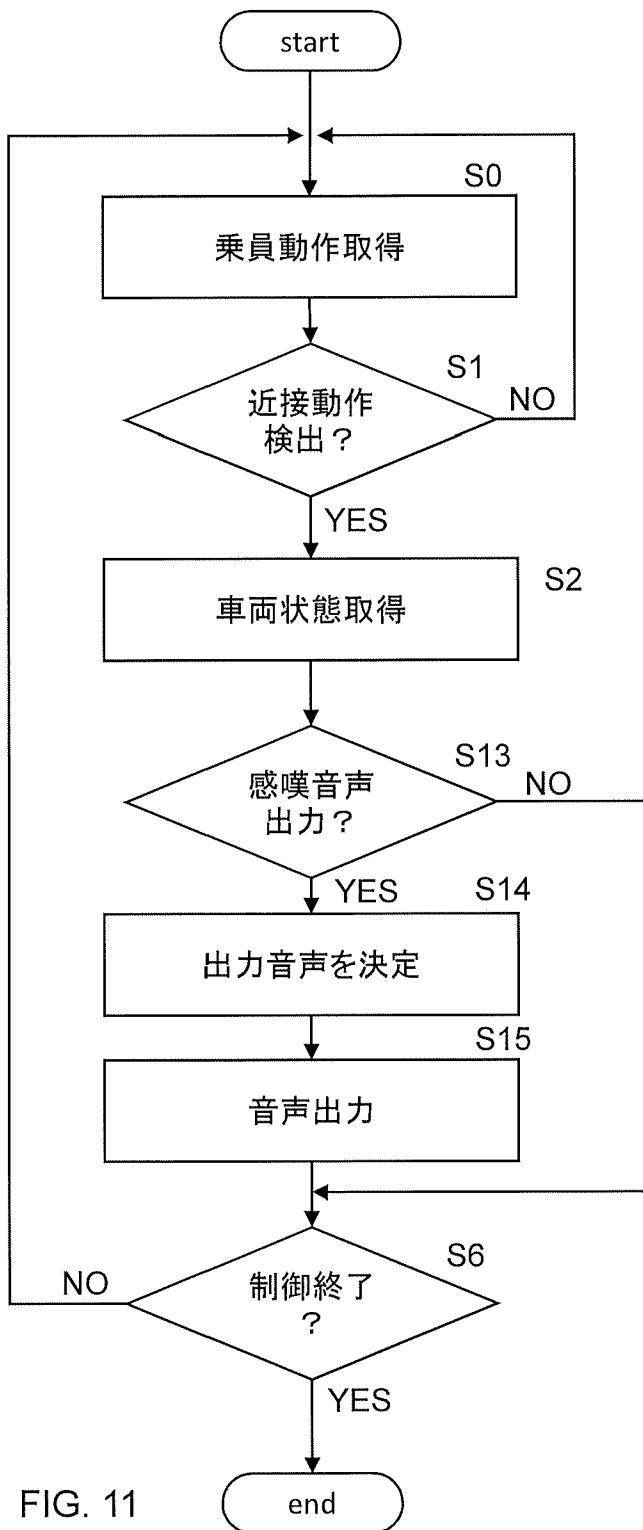 start
S0
乗員動作取得
S1
近接動作
検出？
NO
YES
S2
車両状態取得
S13
感嘆音声
出力？
NO
YES
S14
出力音声を決定
S15
音声出力
S6
制御終了
？
NO
YES
end
FIG. 11